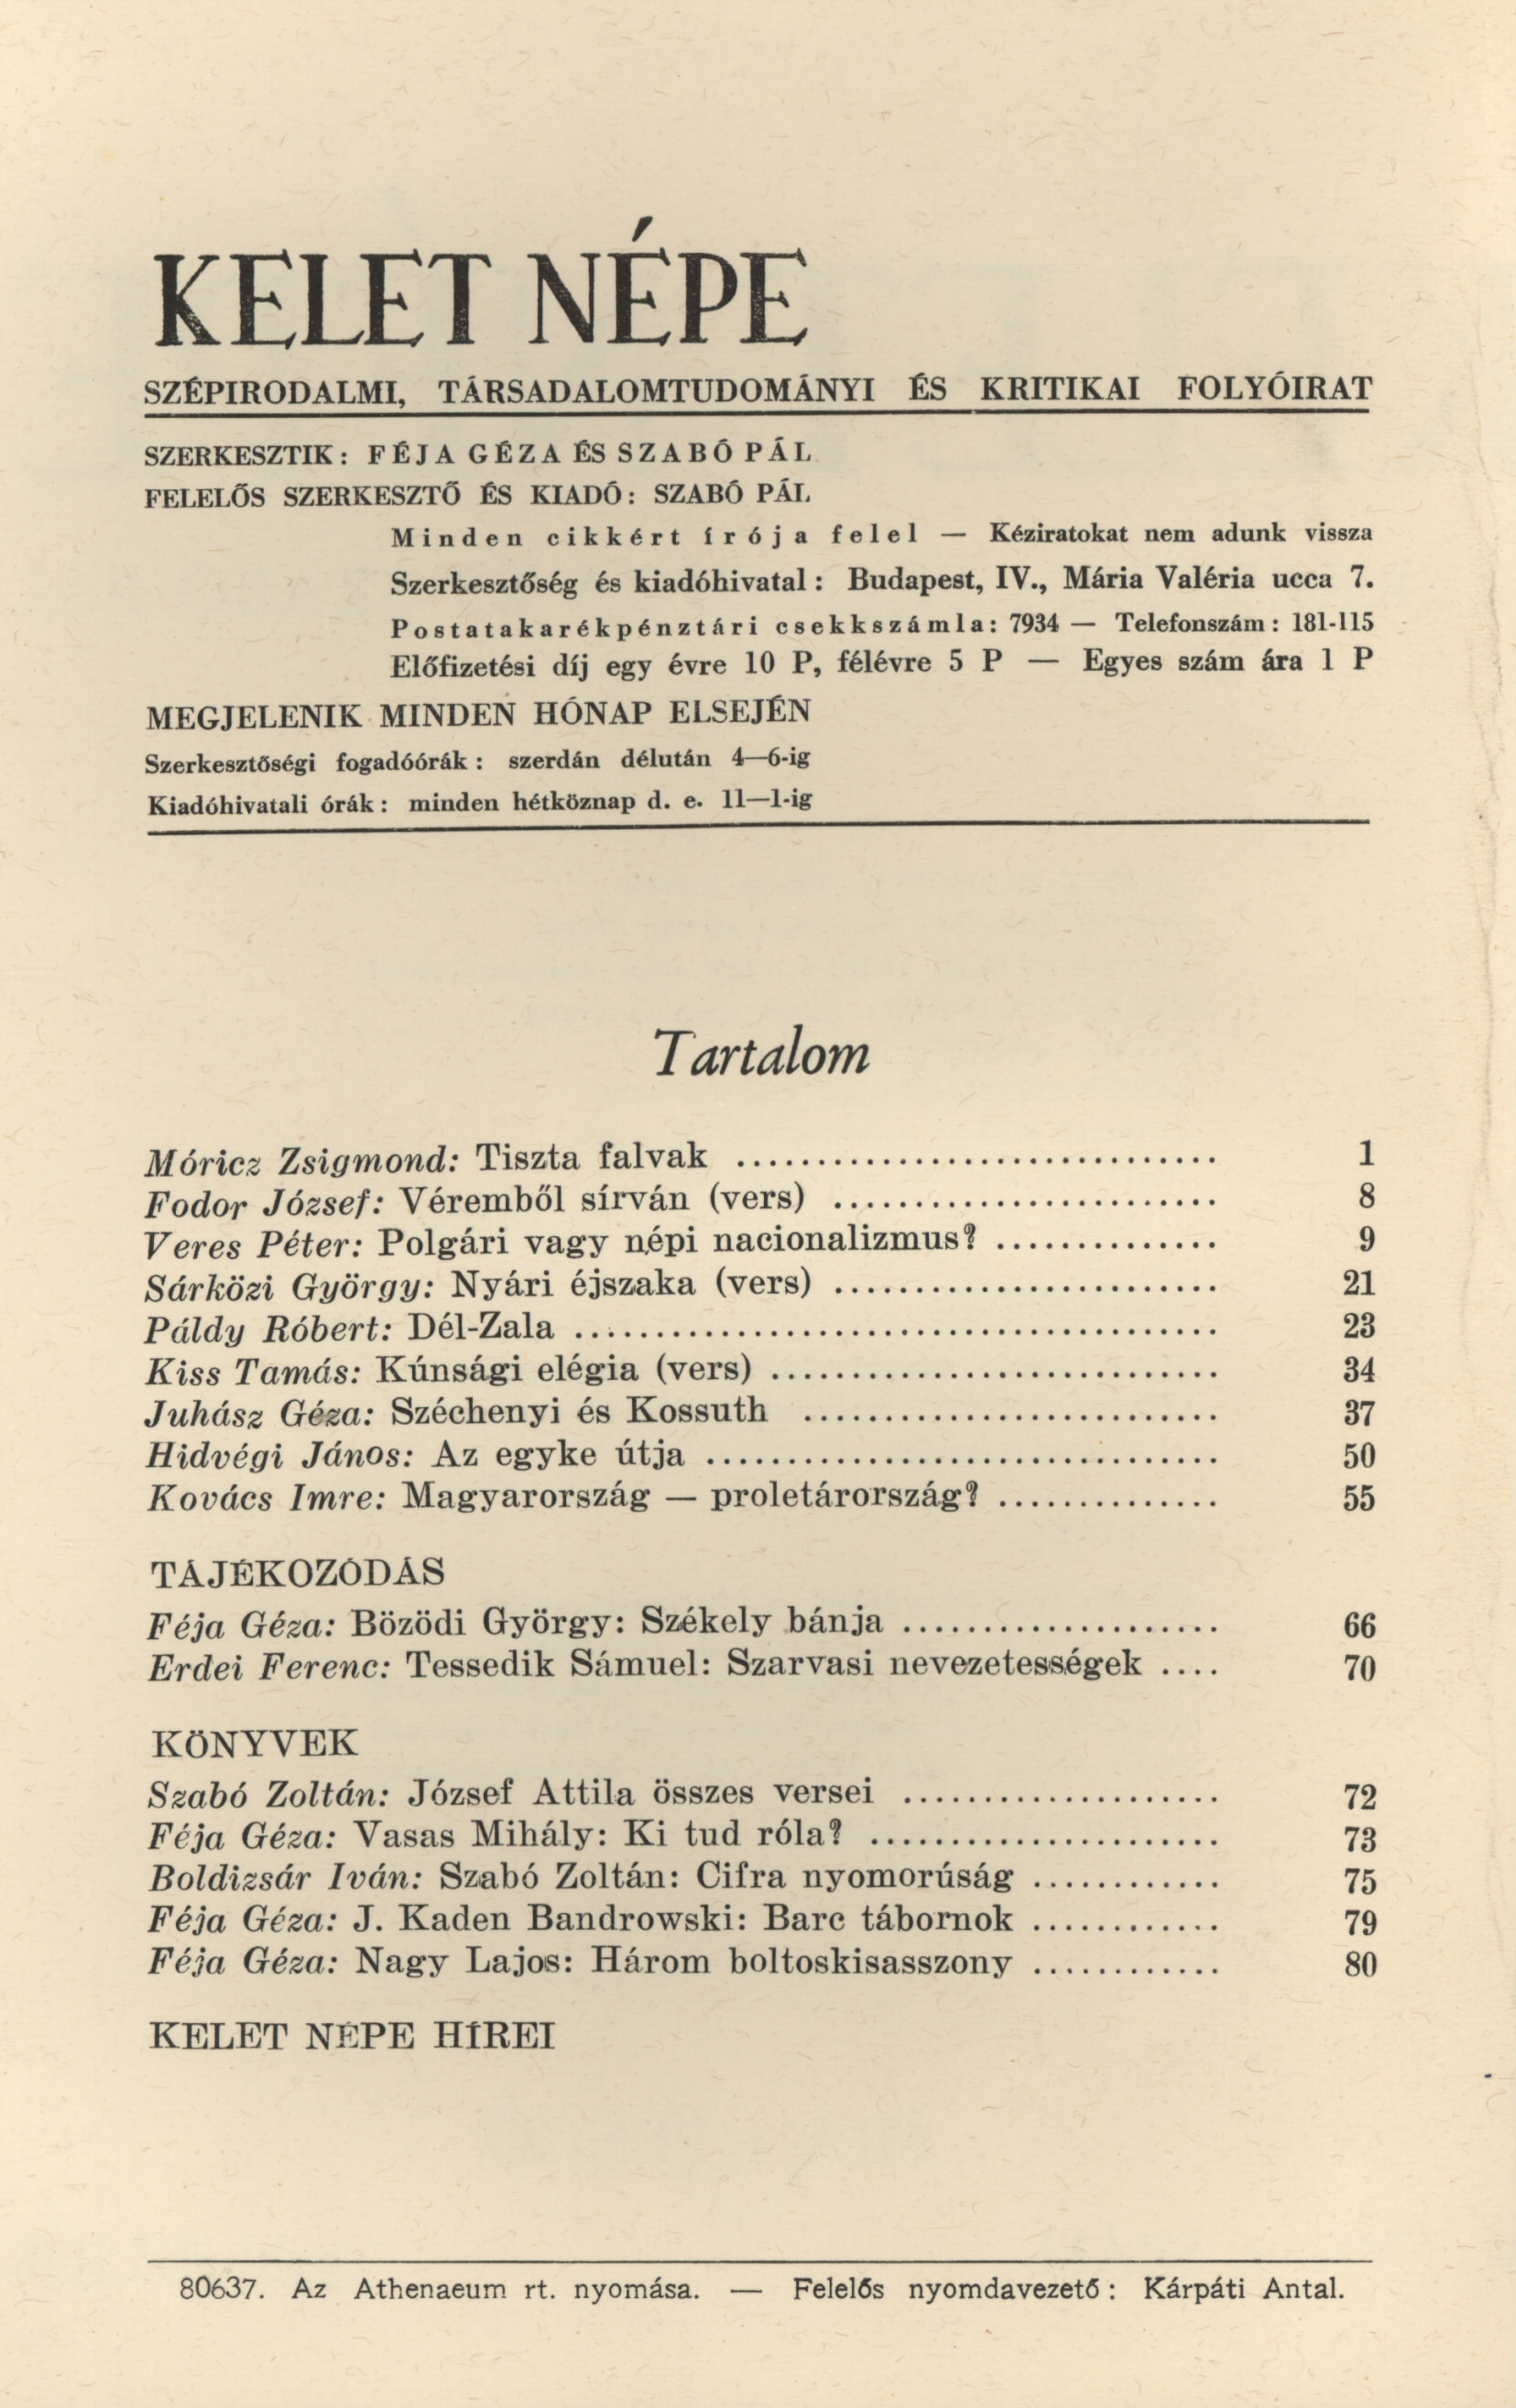 KELET NÉPE
SZÉPIRODALMI, TÁRSADALOMTUDOMÁNYI ÉS KRITIKAI FOLYÓIRAT
SZERKESZTIK: FÉJA GÉZA ÉS SZABÓ PÁL
FELELŐS SZERKESZTŐ ÉS KIADÓ: SZABÓ PÁL
Minden cikkért írója felel — Kéziratokat nem adunk vissza
Szerkesztőség és kiadóhivatal: Budapest, IV., Mária Valéria ucca 7.
Postatakarékpénztári csekkszámla: 7934 — Telefonszám: 181-115
Előfizetési díj egy évre 10 P, félévre 5 P — Egyes szám ára 1 P
MEGJELENIK MINDEN HÓNAP ELSEJÉN
Szerkesztőségi fogadóórák: szerdán délután 4—6-ig
Kiadóhivatali órák: minden hétköznap d. e. 11—1-ig
Tartalom
Móricz Zsigmond: Tiszta falvak .............................. 1
Fodor József: Véremből sírván (vers) ........................ 8
Veres Péter: Polgári vagy népi nacionalizmus? .............. 9
Sárközi György: Nyári éjszaka (vers) ........................ 21
Páldy Róbert: Dél-Zala ........................................ 23
Kiss Tamás: Kúnsági elégia (vers) ............................ 34
Juhász Géza: Széchenyi és Kossuth .......................... 37
Hidvégi János: Az egyke útja ................................ 50
Kovács Imre: Magyarország — proletárország? .............. 55
TÁJÉKOZÓDÁS
Féja Géza: Bözödi György: Székely bánja .................... 66
Erdei Ferenc: Tessedik Sámuel: Szarvasi nevezetességek .... 70
KÖNYVEK
Szabó Zoltán: József Attila összes versei .................... 72
Féja Géza: Vasas Mihály: Ki tud róla? ...................... 73
Boldizsár Iván: Szabó Zoltán: Cifra nyomorúság ............ 75
Féja Géza: J. Kaden Bandrowski: Barc tábornok ............ 79
Féja Géza: Nagy Lajos: Három boltoskisasszony ............ 80
KELET NÉPE HÍREI
80637. Az Athenaeum rt. nyomása. — Felelős nyomdavezető: Kárpáti Antal.